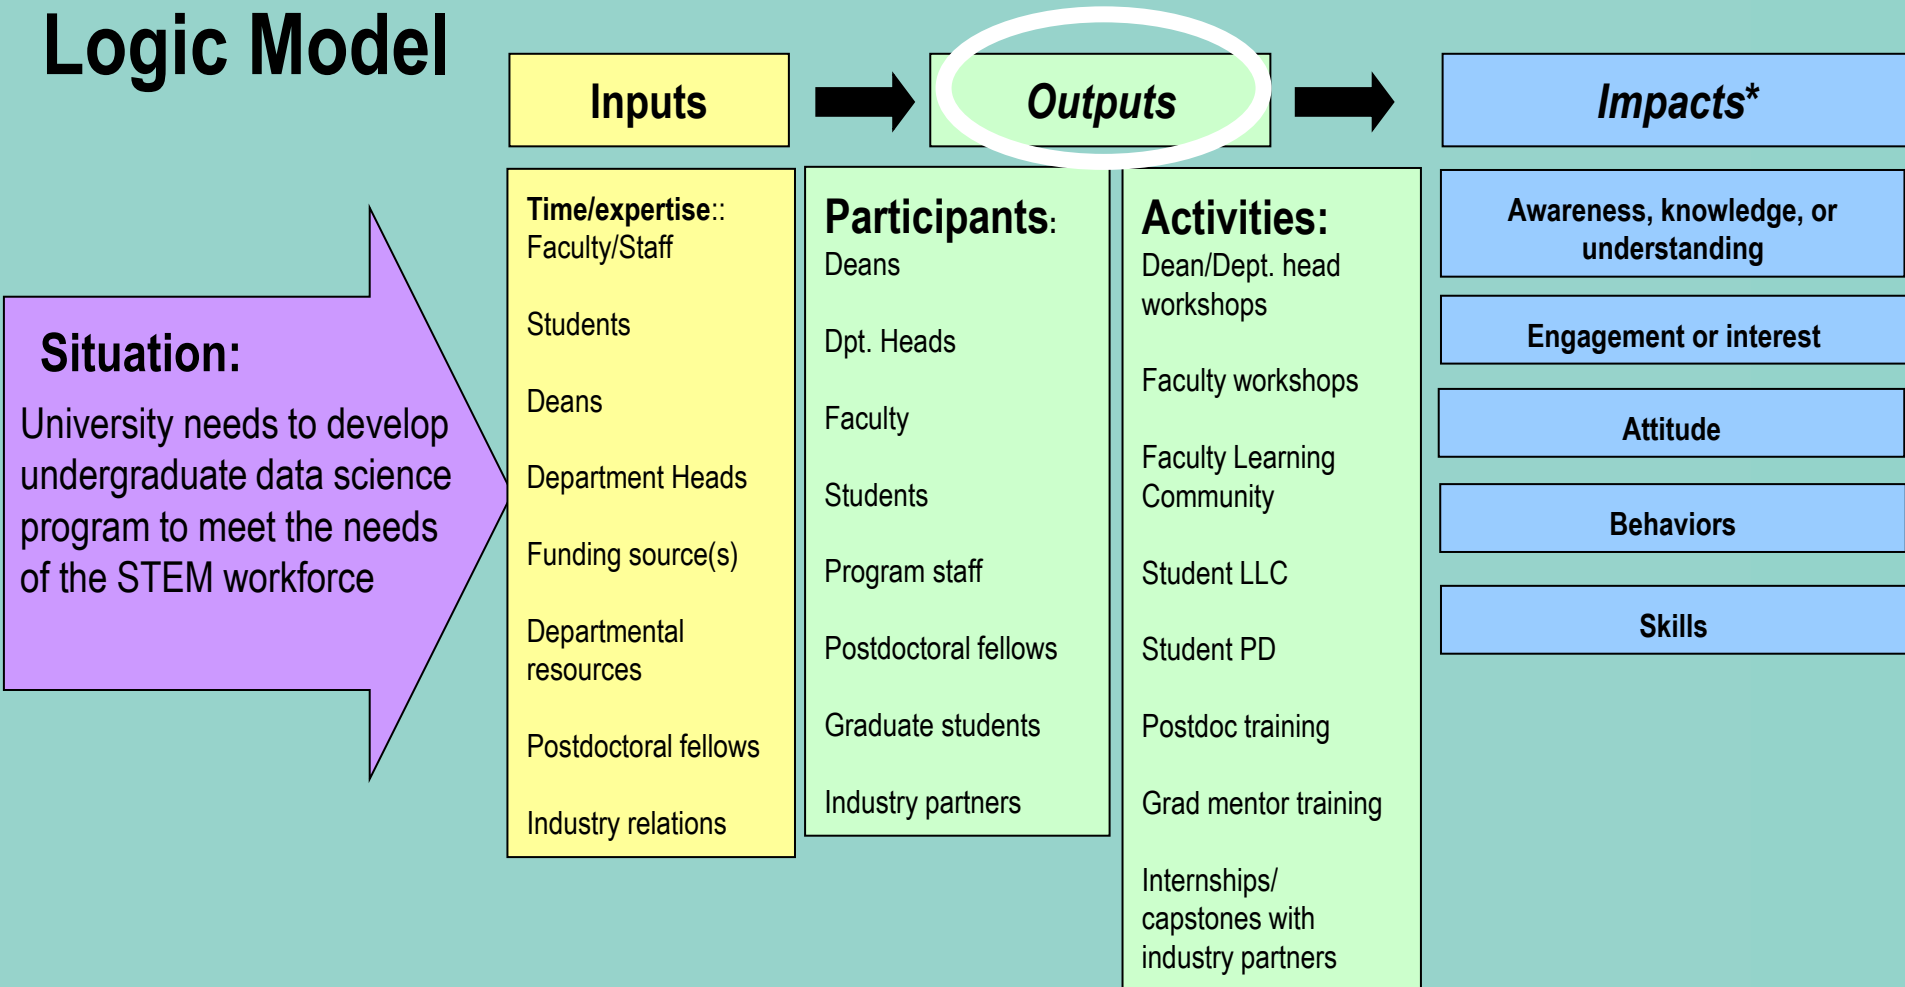 Logic Model
Inputs
Outputs
Impacts*
Situation:
University needs to develop
undergraduate data science
program to meet the needs
of the STEM workforce
Time/expertise::
Faculty/Staff
Students
Deans
Department Heads
Funding source(s)
Departmental
resources
Postdoctoral fellows
Industry relations
Participants:
Deans
Dpt. Heads
Faculty
Students
Program staff
Postdoctoral fellows
Graduate students
Industry partners
Activities:
Dean/Dept. head
workshops
Faculty workshops
Faculty Learning
Community
Student LLC
Student PD
Postdoc training
Grad mentor training
Internships/
capstones with
industry partners
Awareness, knowledge, or
understanding
Engagement or interest
Attitude
Behaviors
Skills